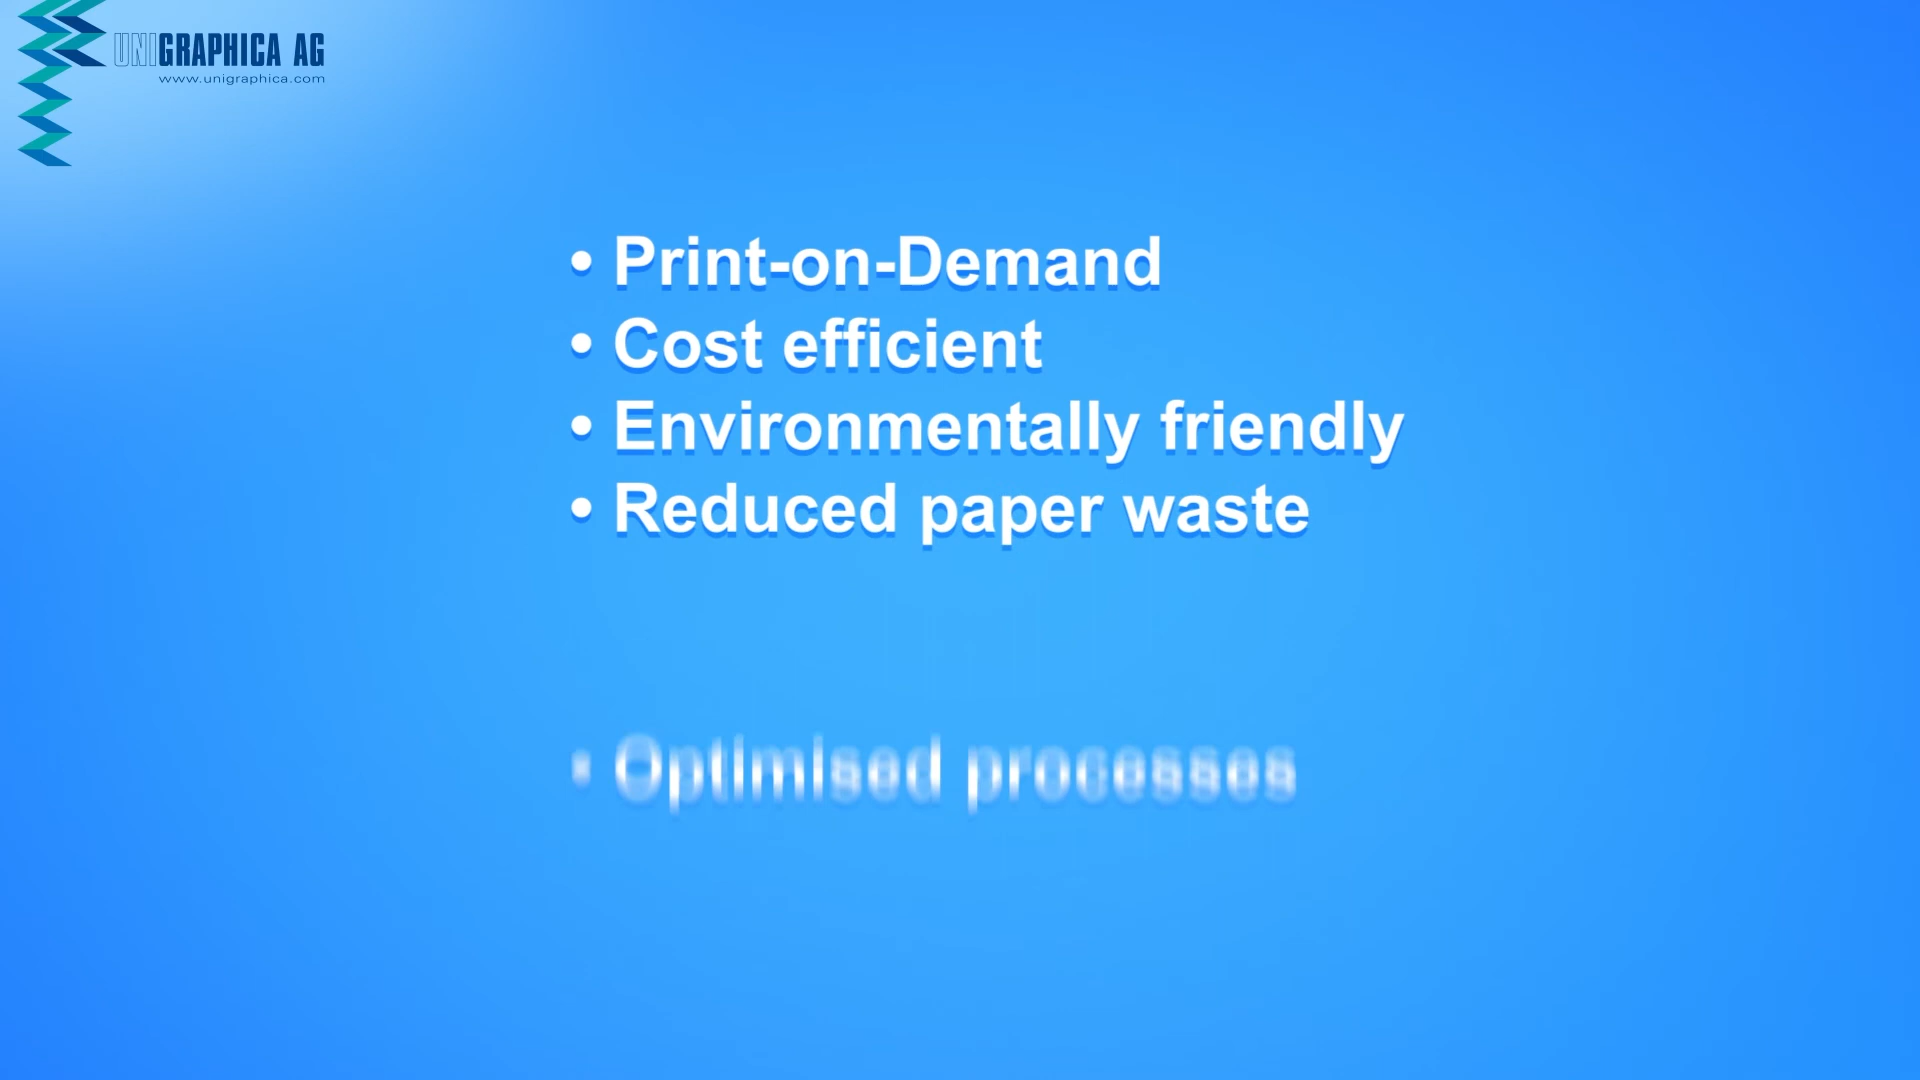 UNIGRAPHICA AG
www.unigraphica.com
• Print-on-Demand
• Cost efficient
• Environmentally friendly
• Reduced paper waste
• Optimised processes